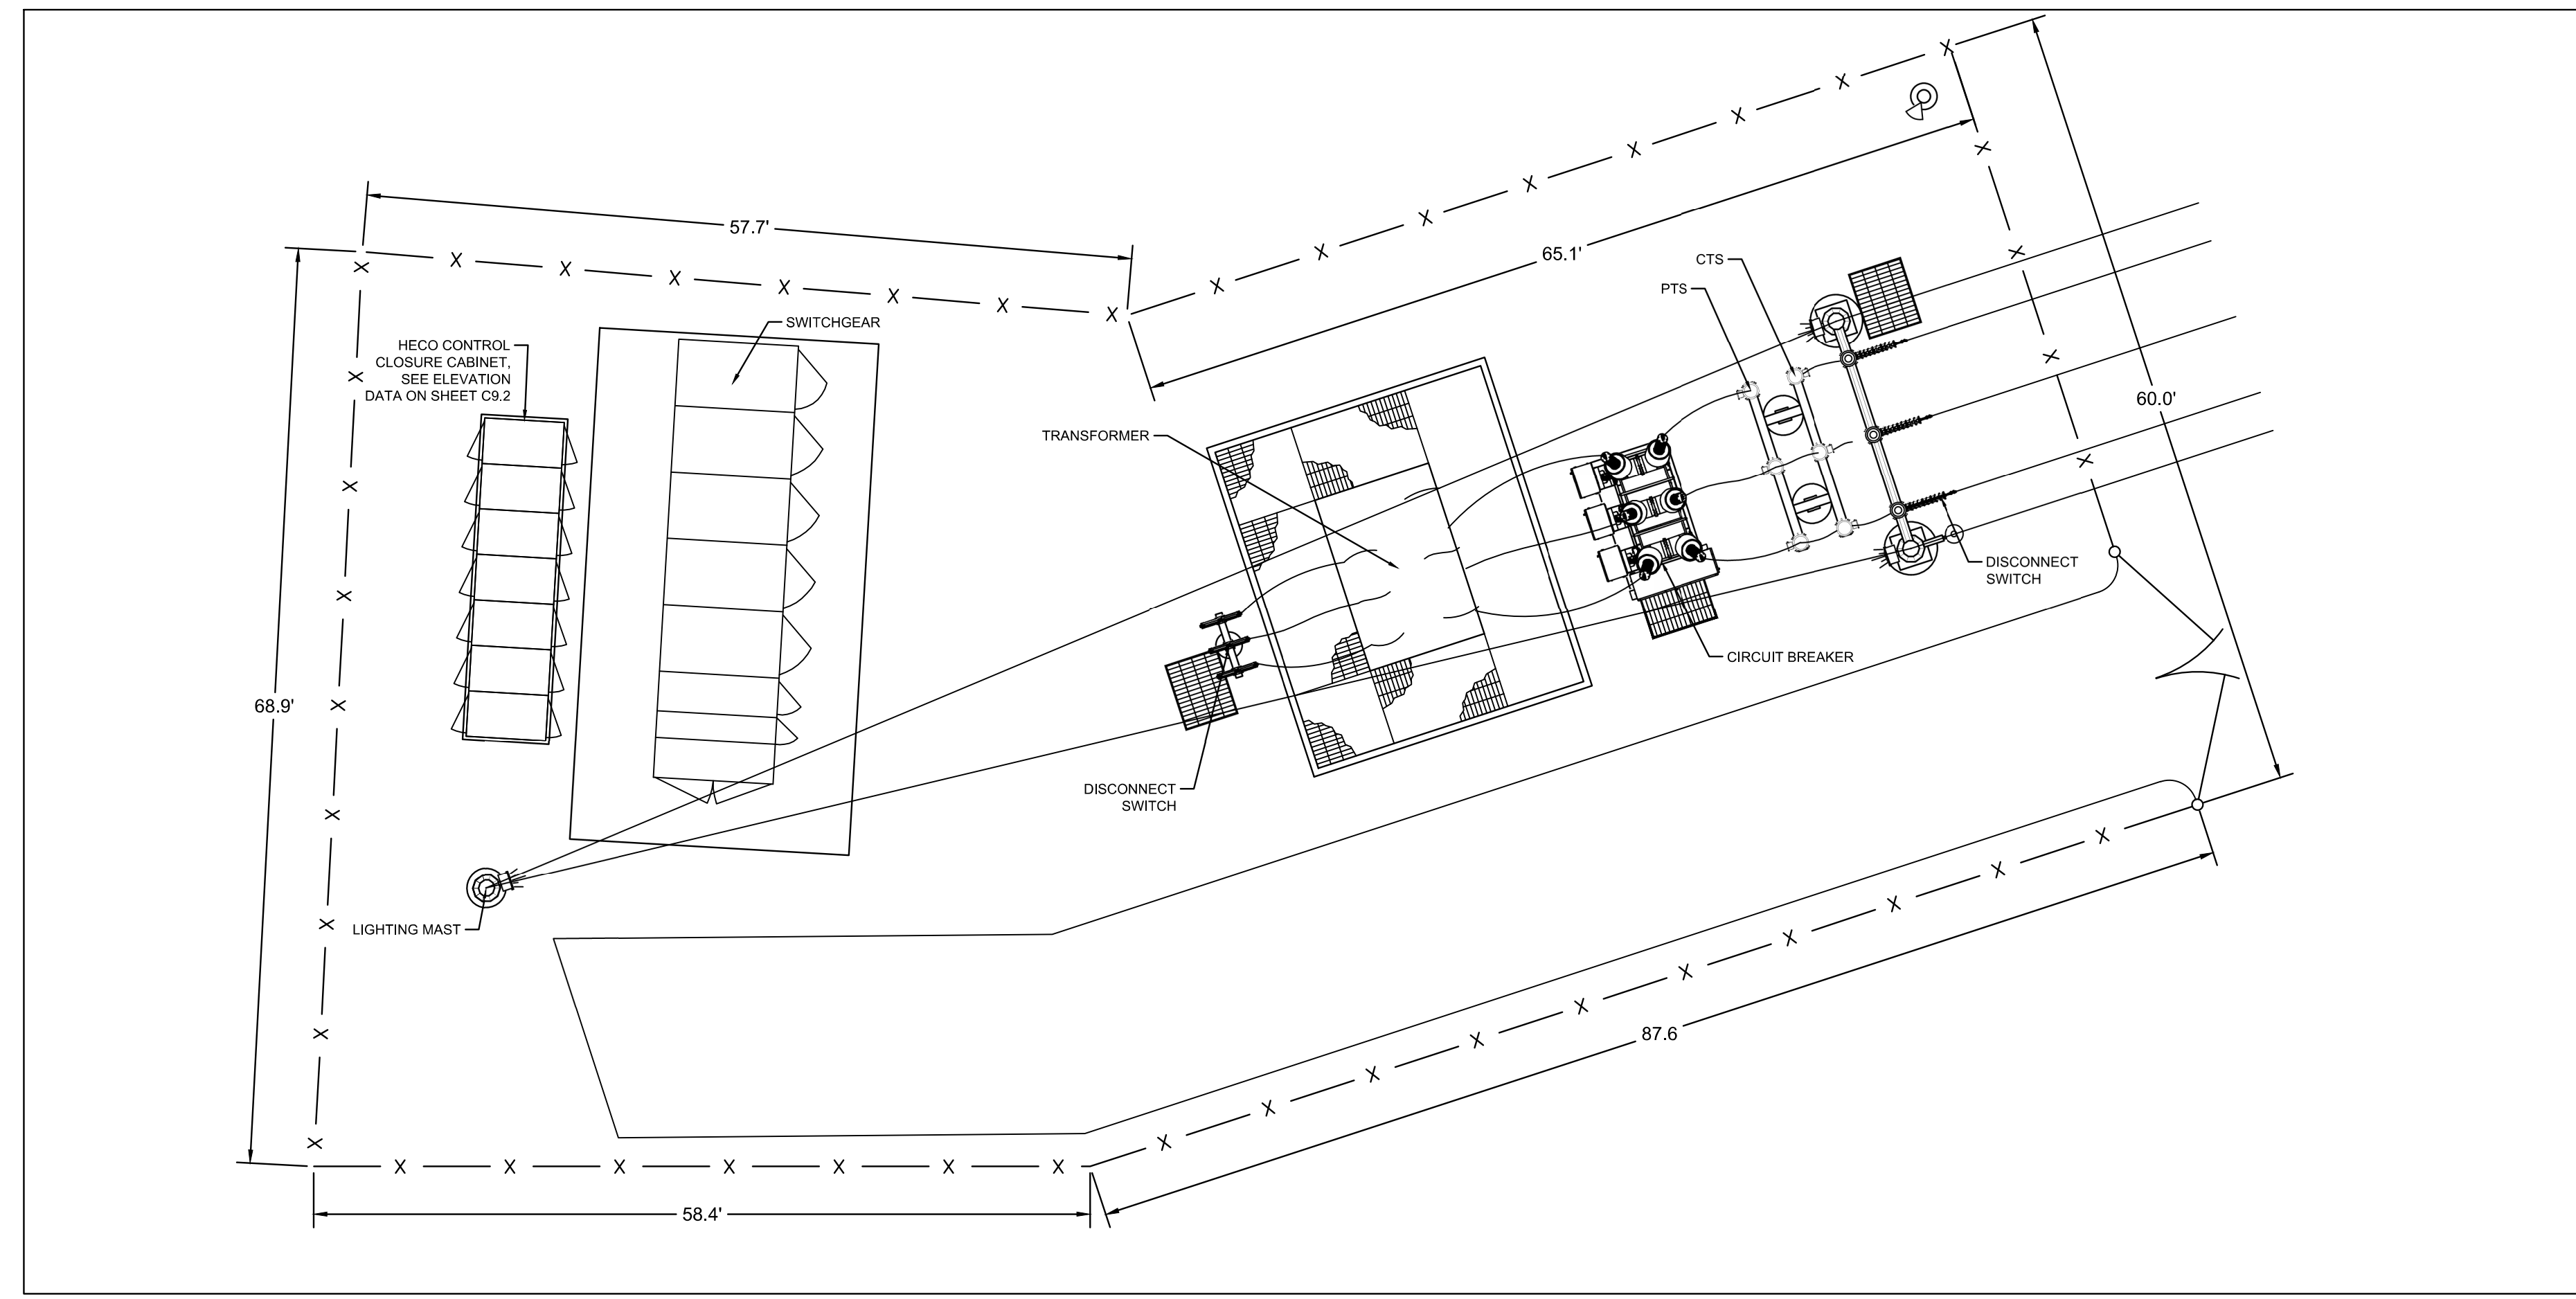 57.7'
65.1'
CTS
PTS
SWITCHGEAR
HECO CONTROL
CLOSURE CABINET,
SEE ELEVATION
DATA ON SHEET C9.2
60.0'
TRANSFORMER
DISCONNECT
SWITCH
CIRCUIT BREAKER
68.9'
DISCONNECT
SWITCH
LIGHTING MAST
87.6
58.4'